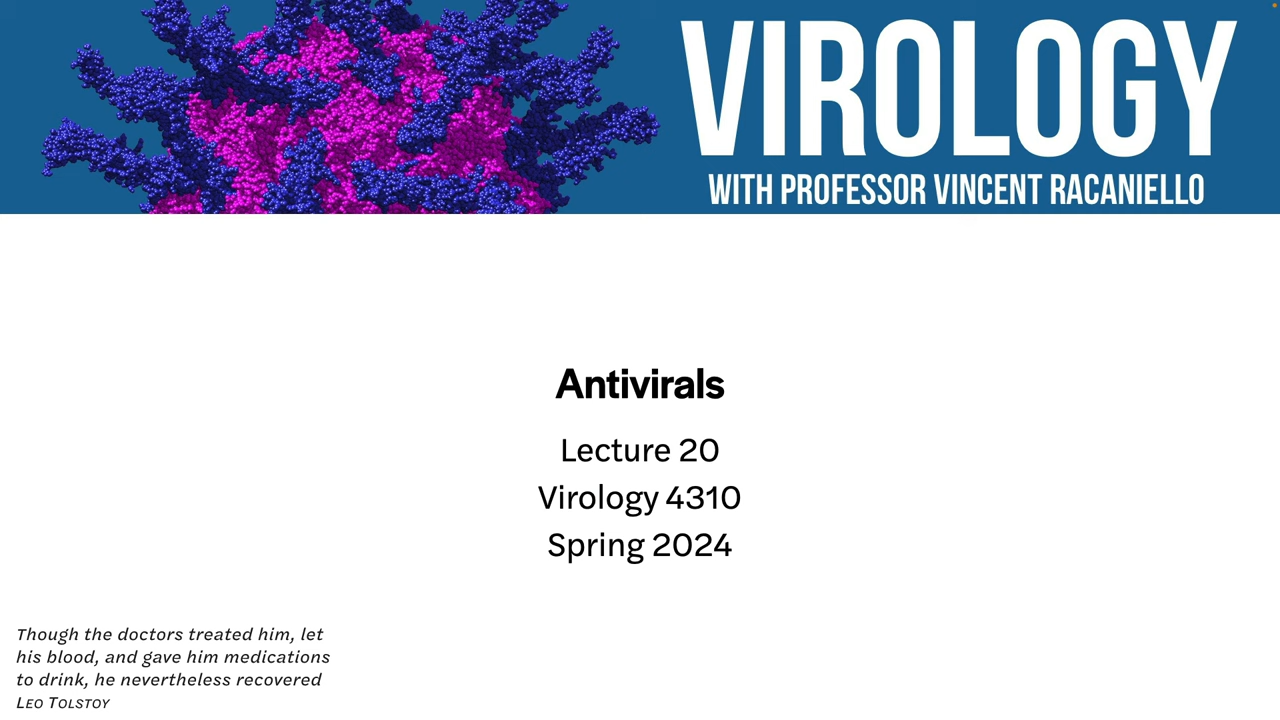 VIROLOGY
WITH PROFESSOR VINCENT RACANIELLO
Antivirals
Lecture 20
Virology 4310
Spring 2024
Though the doctors treated him, let
his blood, and gave him medications
to drink, he nevertheless recovered
LEO TOLSTOY